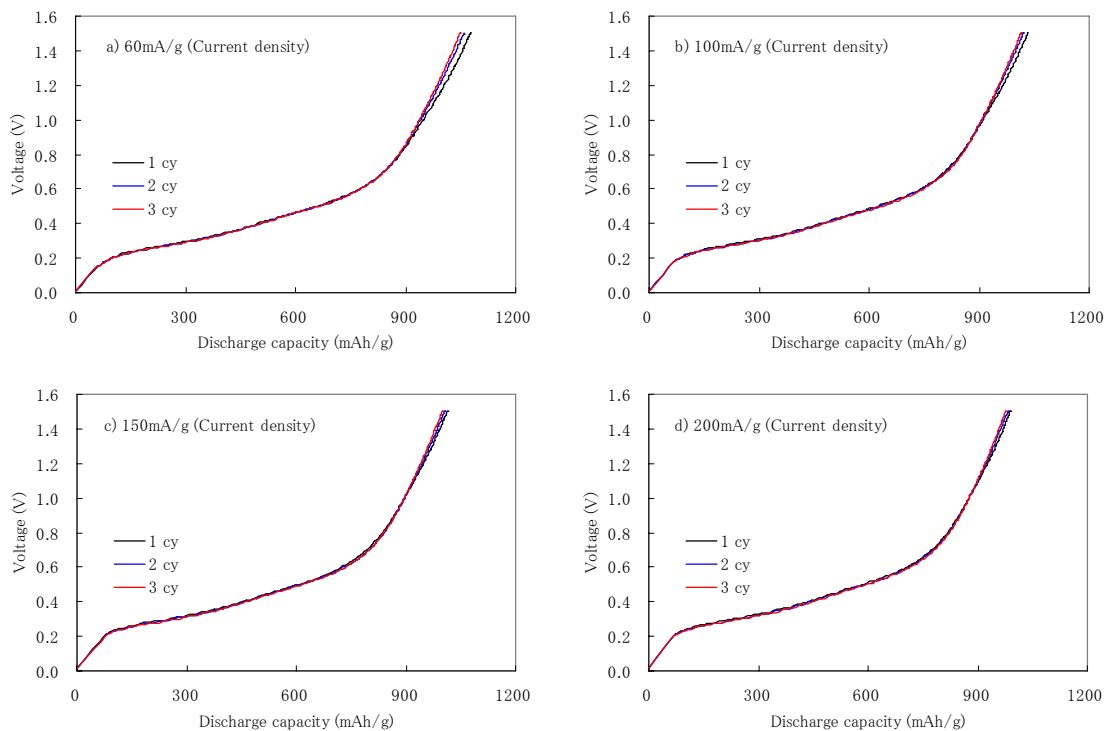 a) 60mA/g (Current density)
1.6
1.4
1.2
1.0
0.8
0.6
0.4
0.2
0.0
Voltage (V)
1 cy
2 cy
3 cy
0 300 600 900 1200
Discharge capacity (mAh/g)
b) 100mA/g (Current density)
1.6
1.4
1.2
1.0
0.8
0.6
0.4
0.2
0.0
Voltage (V)
1 cy
2 cy
3 cy
0 300 600 900 1200
Discharge capacity (mAh/g)
c) 150mA/g (Current density)
1.6
1.4
1.2
1.0
0.8
0.6
0.4
0.2
0.0
Voltage (V)
1 cy
2 cy
3 cy
0 300 600 900 1200
Discharge capacity (mAh/g)
d) 200mA/g (Current density)
1.6
1.4
1.2
1.0
0.8
0.6
0.4
0.2
0.0
Voltage (V)
1 cy
2 cy
3 cy
0 300 600 900 1200
Discharge capacity (mAh/g)